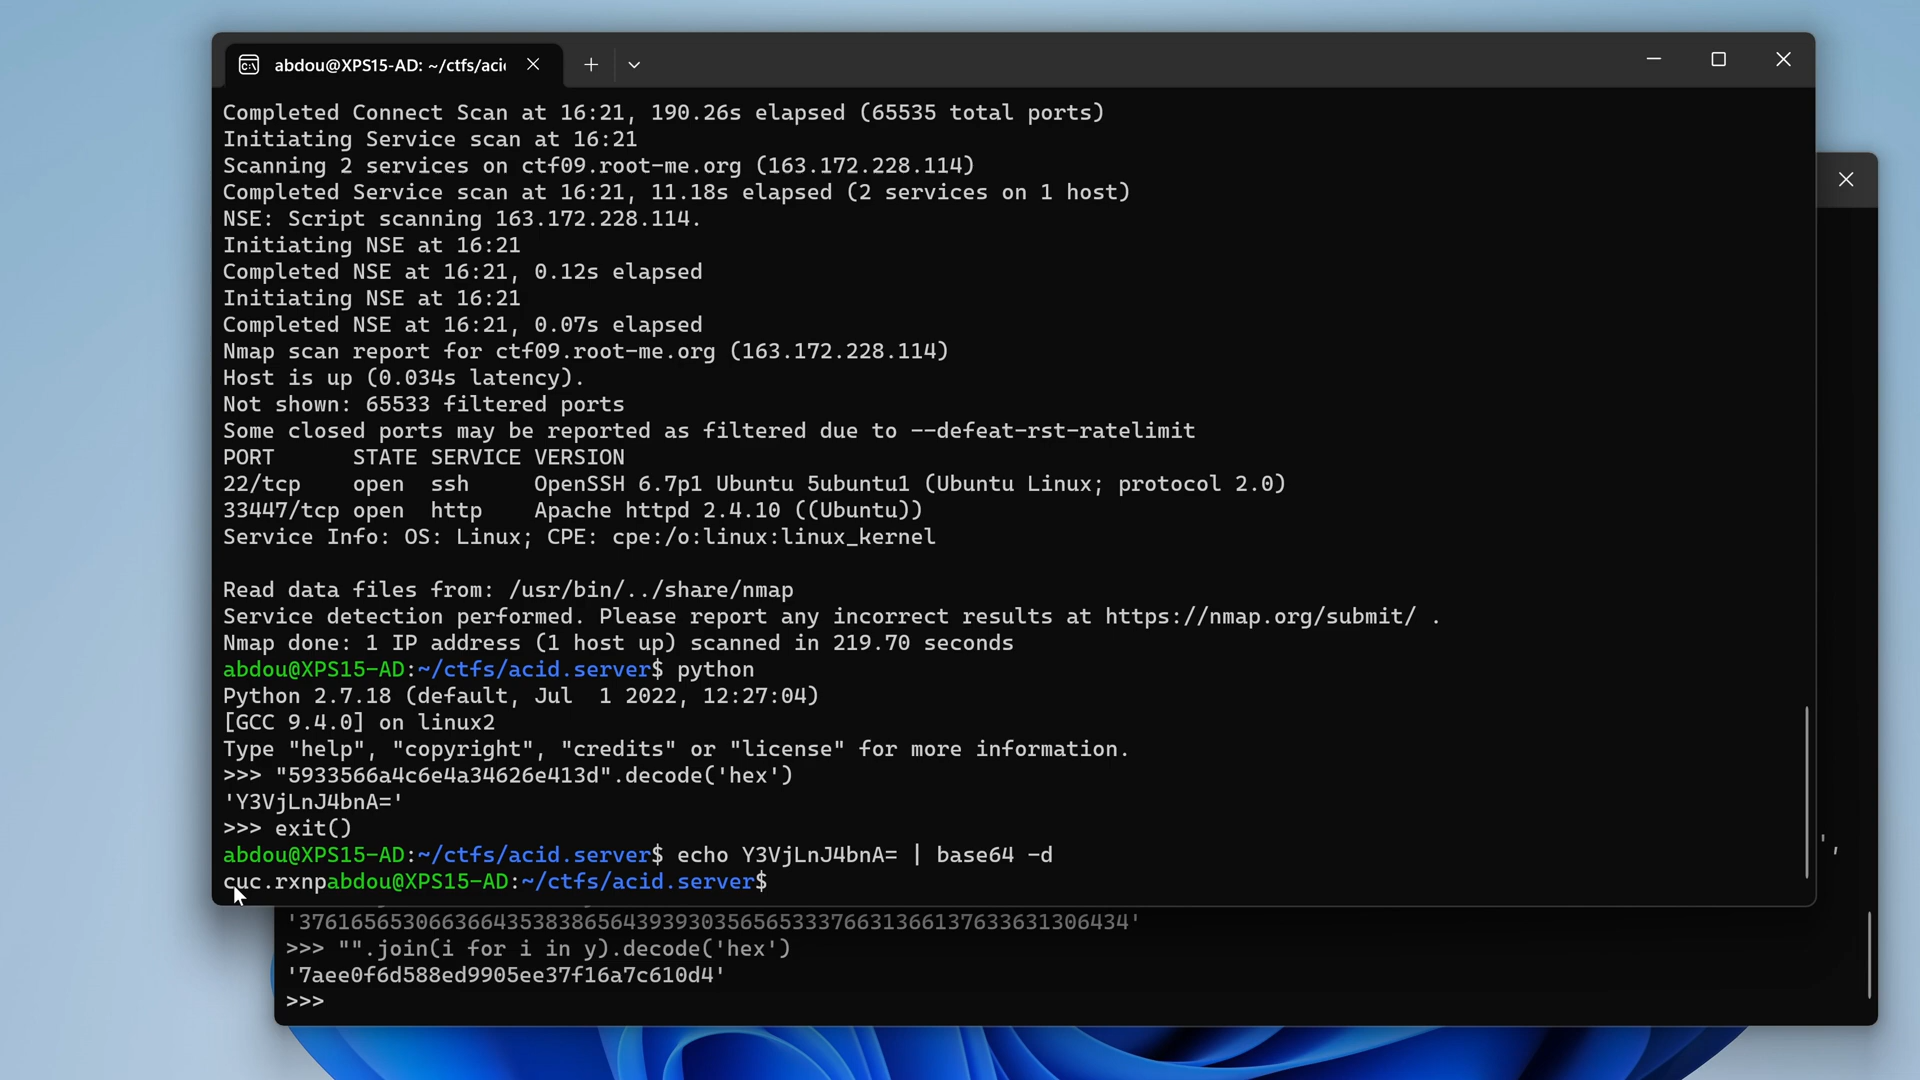 abdou@XPS15-AD: ~/ctfs/aci
Completed Connect Scan at 16:21, 190.26s elapsed (65535 total ports)
Initiating Service scan at 16:21
Scanning 2 services on ctf09.root-me.org (163.172.228.114)
Completed Service scan at 16:21, 11.18s elapsed (2 services on 1 host)
NSE: Script scanning 163.172.228.114.
Initiating NSE at 16:21
Completed NSE at 16:21, 0.12s elapsed
Initiating NSE at 16:21
Completed NSE at 16:21, 0.07s elapsed
Nmap scan report for ctf09.root-me.org (163.172.228.114)
Host is up (0.034s latency).
Not shown: 65533 filtered ports
Some closed ports may be reported as filtered due to --defeat-rst-ratelimit
PORT      STATE SERVICE VERSION
22/tcp    open  ssh     OpenSSH 6.7p1 Ubuntu 5ubuntu1 (Ubuntu Linux; protocol 2.0)
33447/tcp open  http    Apache httpd 2.4.10 ((Ubuntu))
Service Info: OS: Linux; CPE: cpe:/o:linux:linux_kernel
Read data files from: /usr/bin/../share/nmap
Service detection performed. Please report any incorrect results at https://nmap.org/submit/ .
Nmap done: 1 IP address (1 host up) scanned in 219.70 seconds
abdou@XPS15-AD:~/ctfs/acid.server$ python
Python 2.7.18 (default, Jul  1 2022, 12:27:04)
[GCC 9.4.0] on linux2
Type "help", "copyright", "credits" or "license" for more information.
>>> "5933566a4c6e4a34626e413d".decode('hex')
'Y3VjLnJ4bnA='
>>> exit()
abdou@XPS15-AD:~/ctfs/acid.server$ echo Y3VjLnJ4bnA= | base64 -d
cuc.rxnpabdou@XPS15-AD:~/ctfs/acid.server$
',
'37616565306636643538386564393930356565333766313661376336313064​34'
>>> "".join(i for i in y).decode('hex')
'7aee0f6d588ed9905ee37f16a7c610d4'
>>>